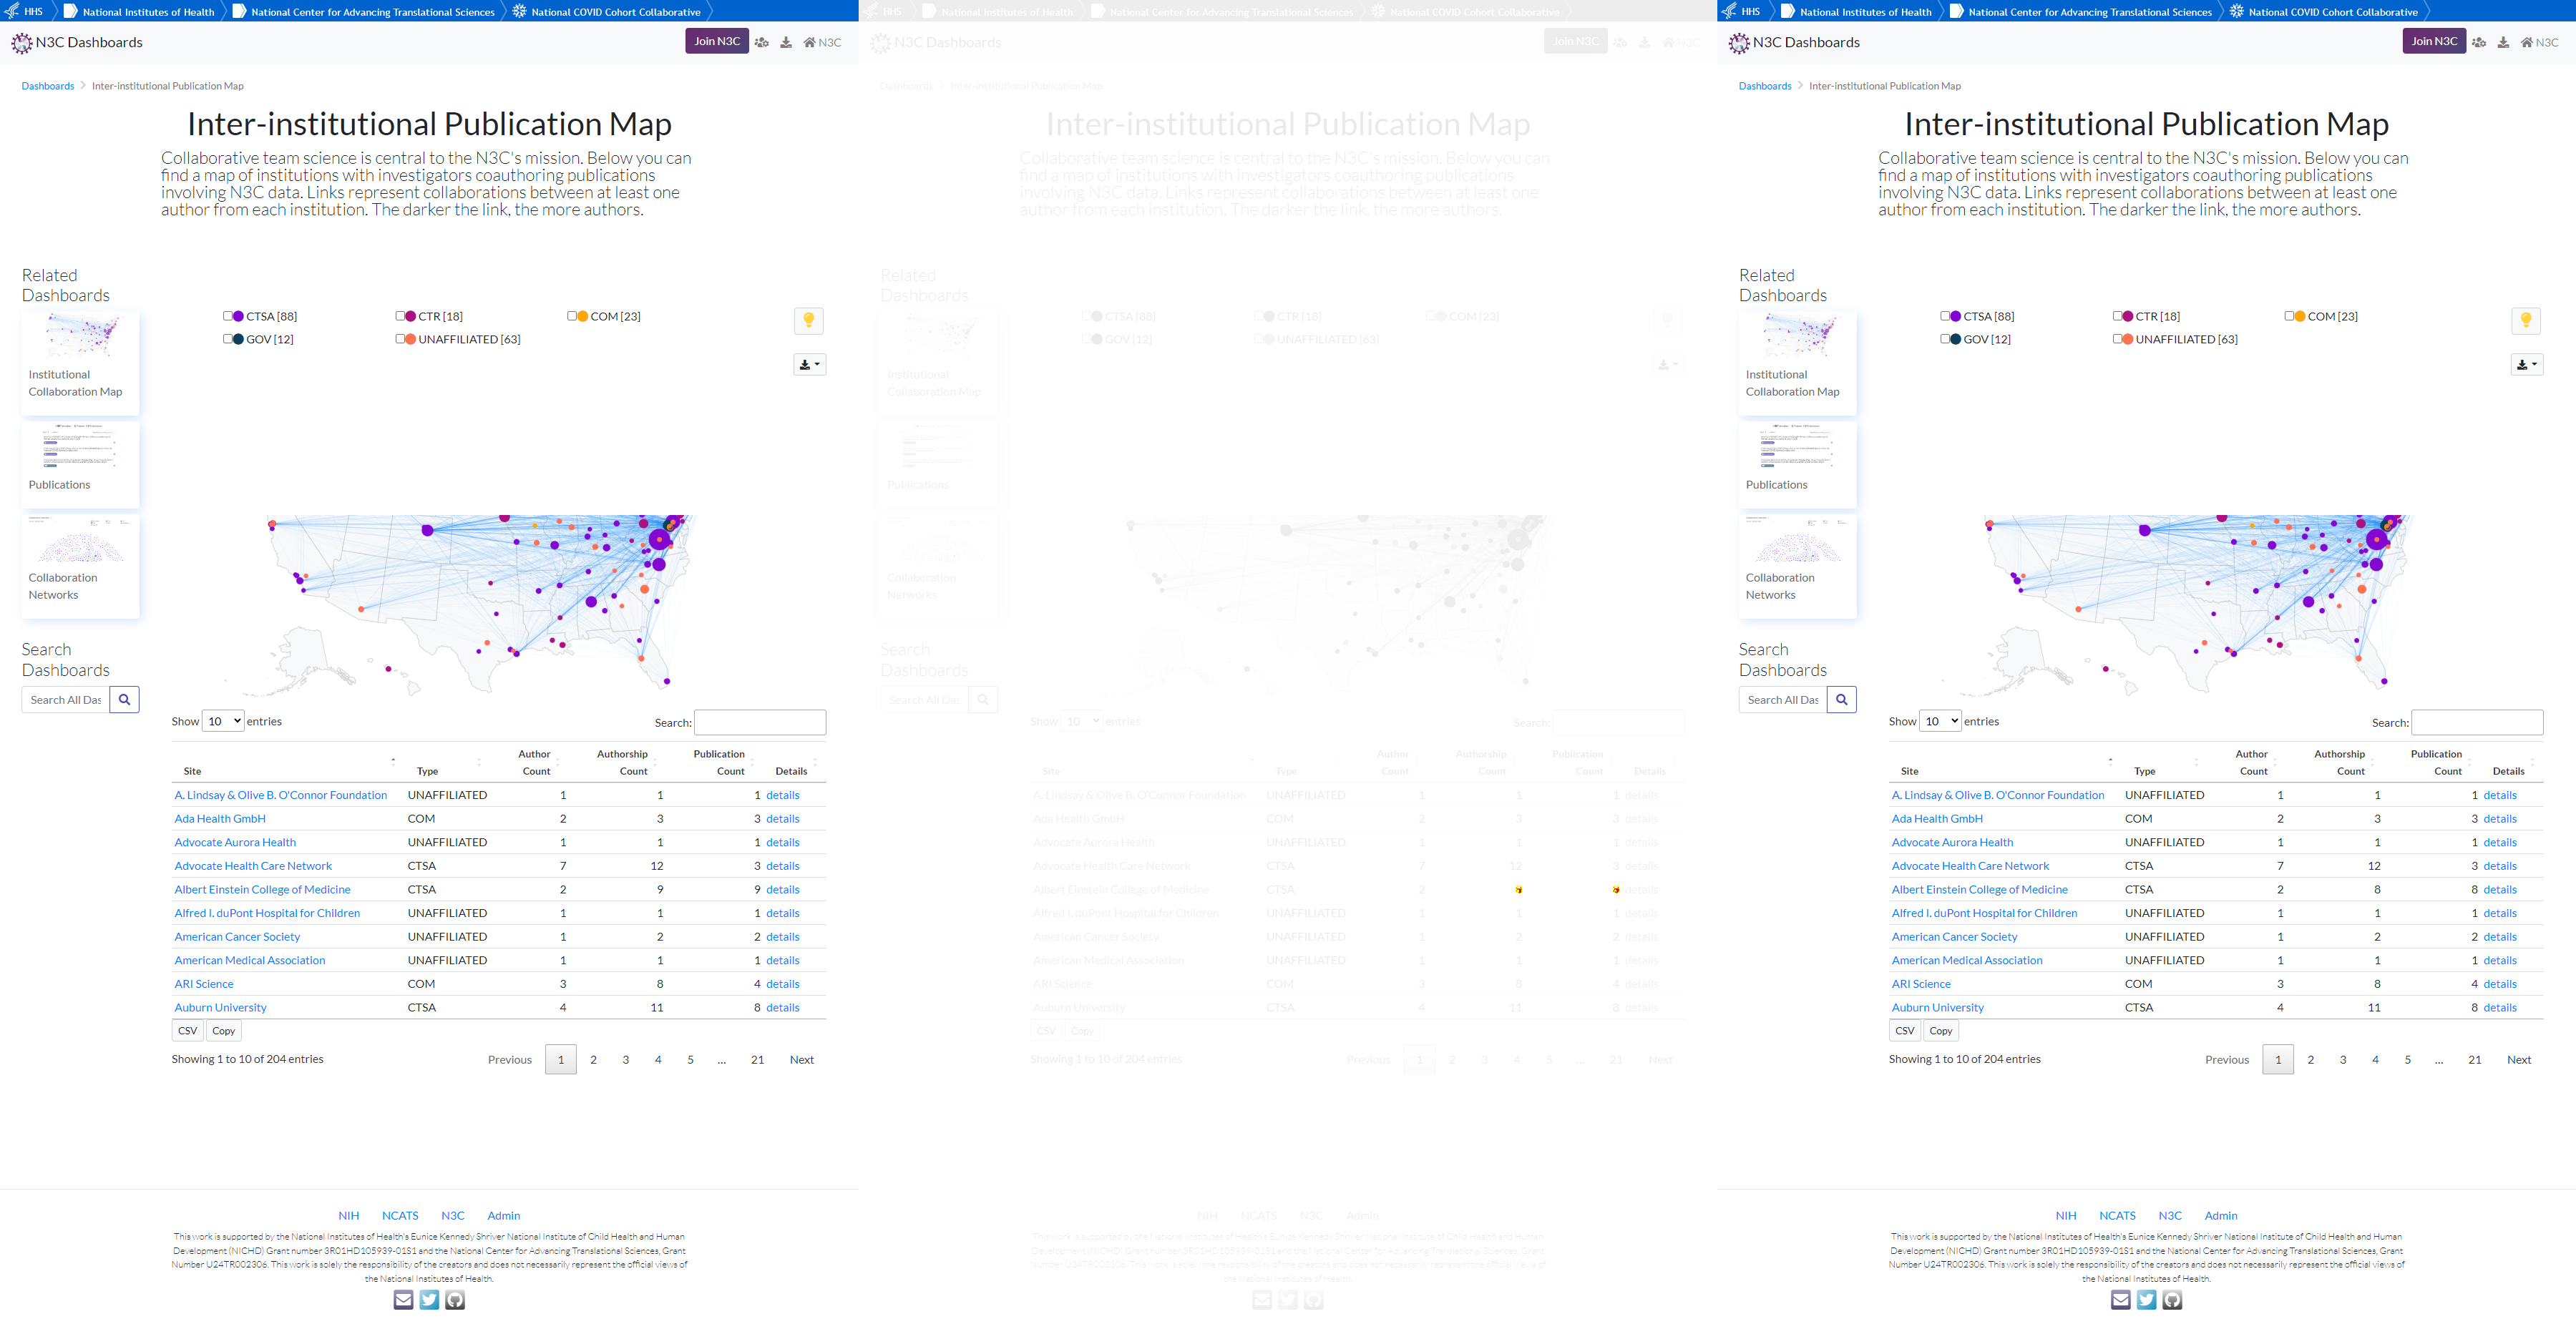 HHS National Institutes of Health National Center for Advancing Translational Sciences National COVID Cohort Collaborative
N3C Dashboards Join N3C N3C
Dashboards Inter-institutional Publication Map
Inter-institutional Publication Map
Collaborative team science is central to the N3C's mission. Below you can
find a map of institutions with investigators coauthoring publications
involving N3C data. Links represent collaborations between at least one
author from each institution. The darker the link, the more authors.
Related
Dashboards
Institutional
Collaboration Map
Publications
Collaboration
Networks
Search
Dashboards
Search All Das
CTSA [88] CTR [18] COM [23]
GOV [12] UNAFFILIATED [63]
Show 10 entries Search:
Site Type Author Count Authorship Count Publication Count Details
A. Lindsay & Olive B. O'Connor Foundation UNAFFILIATED 1 1 1 details
Ada Health GmbH COM 2 3 3 details
Advocate Aurora Health UNAFFILIATED 1 1 1 details
Advocate Health Care Network CTSA 7 12 3 details
Albert Einstein College of Medicine CTSA 2 9 9 details
Alfred I. duPont Hospital for Children UNAFFILIATED 1 1 1 details
American Cancer Society UNAFFILIATED 1 2 2 details
American Medical Association UNAFFILIATED 1 1 1 details
ARI Science COM 3 8 4 details
Auburn University CTSA 4 11 8 details
CSV Copy
Showing 1 to 10 of 204 entries Previous 1 2 3 4 5 ... 21 Next
NIH NCATS N3C Admin
This work is supported by the National Institutes of Health's Eunice Kennedy Shriver National Institute of Child Health and Human
Development (NICHD) Grant number 3R01HD105939-01S1 and the National Center for Advancing Translational Sciences, Grant
Number U24TR002306. This work is solely the responsibility of the creators and does not necessarily represent the official views of
the National Institutes of Health.
HHS National Institutes of Health National Center for Advancing Translational Sciences National COVID Cohort Collaborative
N3C Dashboards Join N3C N3C
Dashboards Inter-institutional Publication Map
Inter-institutional Publication Map
Collaborative team science is central to the N3C's mission. Below you can
find a map of institutions with investigators coauthoring publications
involving N3C data. Links represent collaborations between at least one
author from each institution. The darker the link, the more authors.
Related
Dashboards
Institutional
Collaboration Map
Publications
Collaboration
Networks
Search
Dashboards
Search All Das
CTSA [88] CTR [18] COM [23]
GOV [12] UNAFFILIATED [63]
Show 10 entries Search:
Site Type Author Count Authorship Count Publication Count Details
A. Lindsay & Olive B. O'Connor Foundation UNAFFILIATED 1 1 1 details
Ada Health GmbH COM 2 3 3 details
Advocate Aurora Health UNAFFILIATED 1 1 1 details
Advocate Health Care Network CTSA 7 12 3 details
Albert Einstein College of Medicine CTSA 2 details
Alfred I. duPont Hospital for Children UNAFFILIATED 1 1 1 details
American Cancer Society UNAFFILIATED 1 2 2 details
American Medical Association UNAFFILIATED 1 1 1 details
ARI Science COM 3 8 4 details
Auburn University CTSA 4 11 8 details
CSV Copy
Showing 1 to 10 of 204 entries Previous 1 2 3 4 5 ... 21 Next
NIH NCATS N3C Admin
This work is supported by the National Institutes of Health's Eunice Kennedy Shriver National Institute of Child Health and Human
Development (NICHD) Grant number 3R01HD105939-01S1 and the National Center for Advancing Translational Sciences, Grant
Number U24TR002306. This work is solely the responsibility of the creators and does not necessarily represent the official views of
the National Institutes of Health.
HHS National Institutes of Health National Center for Advancing Translational Sciences National COVID Cohort Collaborative
N3C Dashboards Join N3C N3C
Dashboards Inter-institutional Publication Map
Inter-institutional Publication Map
Collaborative team science is central to the N3C's mission. Below you can
find a map of institutions with investigators coauthoring publications
involving N3C data. Links represent collaborations between at least one
author from each institution. The darker the link, the more authors.
Related
Dashboards
Institutional
Collaboration Map
Publications
Collaboration
Networks
Search
Dashboards
Search All Das
CTSA [88] CTR [18] COM [23]
GOV [12] UNAFFILIATED [63]
Show 10 entries Search:
Site Type Author Count Authorship Count Publication Count Details
A. Lindsay & Olive B. O'Connor Foundation UNAFFILIATED 1 1 1 details
Ada Health GmbH COM 2 3 3 details
Advocate Aurora Health UNAFFILIATED 1 1 1 details
Advocate Health Care Network CTSA 7 12 3 details
Albert Einstein College of Medicine CTSA 2 8 8 details
Alfred I. duPont Hospital for Children UNAFFILIATED 1 1 1 details
American Cancer Society UNAFFILIATED 1 2 2 details
American Medical Association UNAFFILIATED 1 1 1 details
ARI Science COM 3 8 4 details
Auburn University CTSA 4 11 8 details
CSV Copy
Showing 1 to 10 of 204 entries Previous 1 2 3 4 5 ... 21 Next
NIH NCATS N3C Admin
This work is supported by the National Institutes of Health's Eunice Kennedy Shriver National Institute of Child Health and Human
Development (NICHD) Grant number 3R01HD105939-01S1 and the National Center for Advancing Translational Sciences, Grant
Number U24TR002306. This work is solely the responsibility of the creators and does not necessarily represent the official views of
the National Institutes of Health.